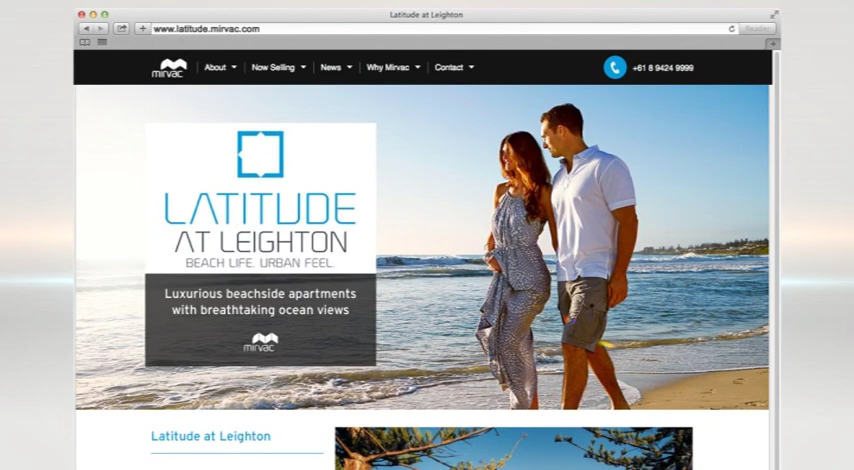 Latitude at Leighton
www.latitude.mirvac.com
Reader
mirvac
About
Now Selling
News
Why Mirvac
Contact
+61 8 9424 9999
LATITUDE
AT LEIGHTON
BEACH LIFE. URBAN FEEL.
Luxurious beachside apartments
with breathtaking ocean views
mirvac
Latitude at Leighton